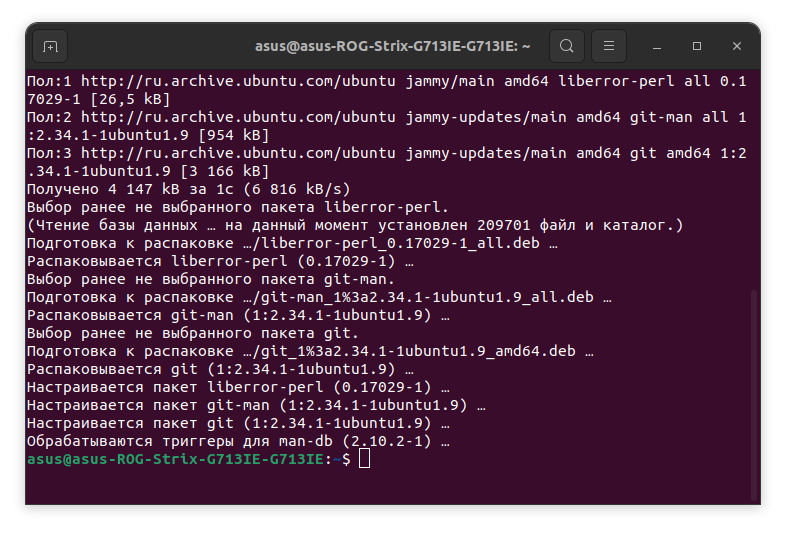 asus@asus-ROG-Strix-G713IE-G713IE: ~
Пол:1 http://ru.archive.ubuntu.com/ubuntu jammy/main amd64 liberror-perl all 0.1
7029-1 [26,5 kB]
Пол:2 http://ru.archive.ubuntu.com/ubuntu jammy-updates/main amd64 git-man all 1
:2.34.1-1ubuntu1.9 [954 kB]
Пол:3 http://ru.archive.ubuntu.com/ubuntu jammy-updates/main amd64 git amd64 1:2
.34.1-1ubuntu1.9 [3 166 kB]
Получено 4 147 kB за 1с (6 816 kB/s)
Выбор ранее не выбранного пакета liberror-perl.
(Чтение базы данных … на данный момент установлен 209701 файл и каталог.)
Подготовка к распаковке …/liberror-perl_0.17029-1_all.deb …
Распаковывается liberror-perl (0.17029-1) …
Выбор ранее не выбранного пакета git-man.
Подготовка к распаковке …/git-man_1%3a2.34.1-1ubuntu1.9_all.deb …
Распаковывается git-man (1:2.34.1-1ubuntu1.9) …
Выбор ранее не выбранного пакета git.
Подготовка к распаковке …/git_1%3a2.34.1-1ubuntu1.9_amd64.deb …
Распаковывается git (1:2.34.1-1ubuntu1.9) …
Настраивается пакет liberror-perl (0.17029-1) …
Настраивается пакет git-man (1:2.34.1-1ubuntu1.9) …
Настраивается пакет git (1:2.34.1-1ubuntu1.9) …
Обрабатываются триггеры для man-db (2.10.2-1) …
asus@asus-ROG-Strix-G713IE-G713IE:~$